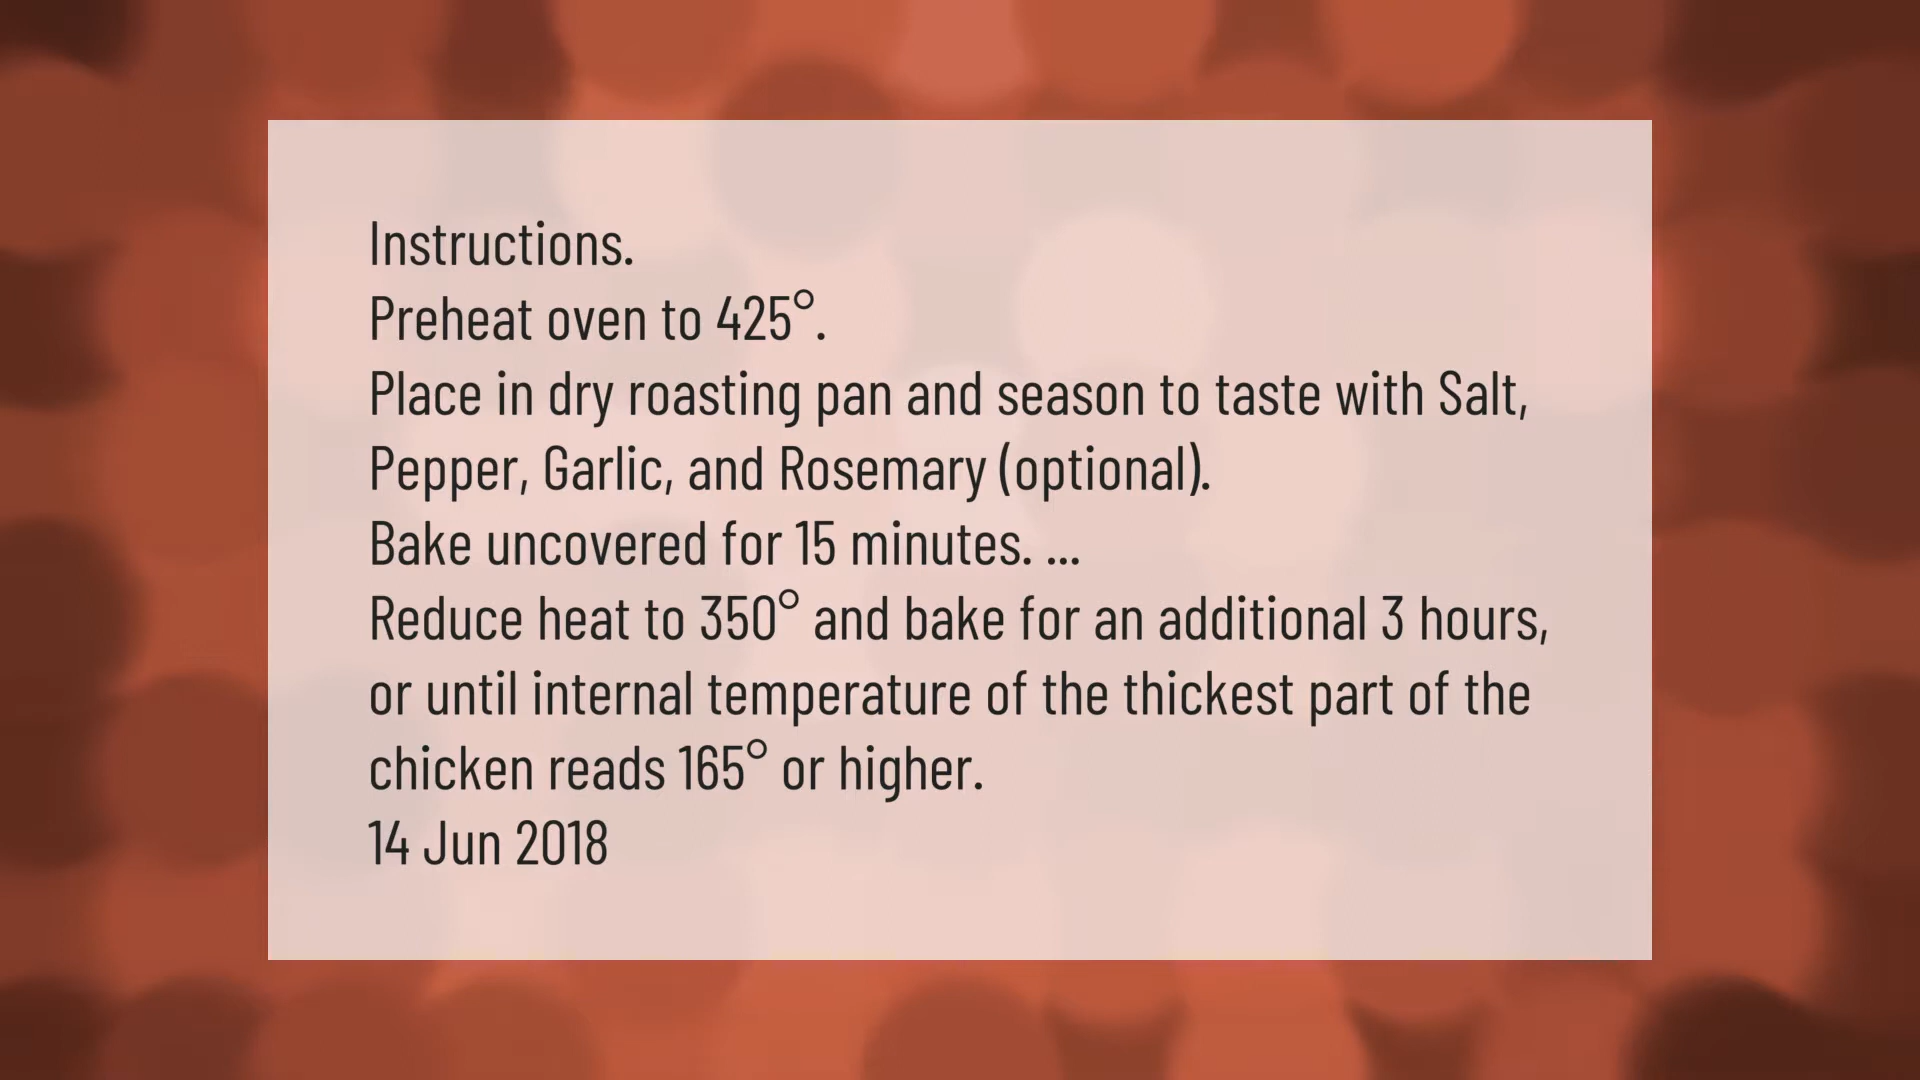 Instructions.
Preheat oven to 425°.
Place in dry roasting pan and season to taste with Salt,
Pepper, Garlic, and Rosemary (optional).
Bake uncovered for 15 minutes. ...
Reduce heat to 350° and bake for an additional 3 hours,
or until internal temperature of the thickest part of the
chicken reads 165° or higher.
14 Jun 2018